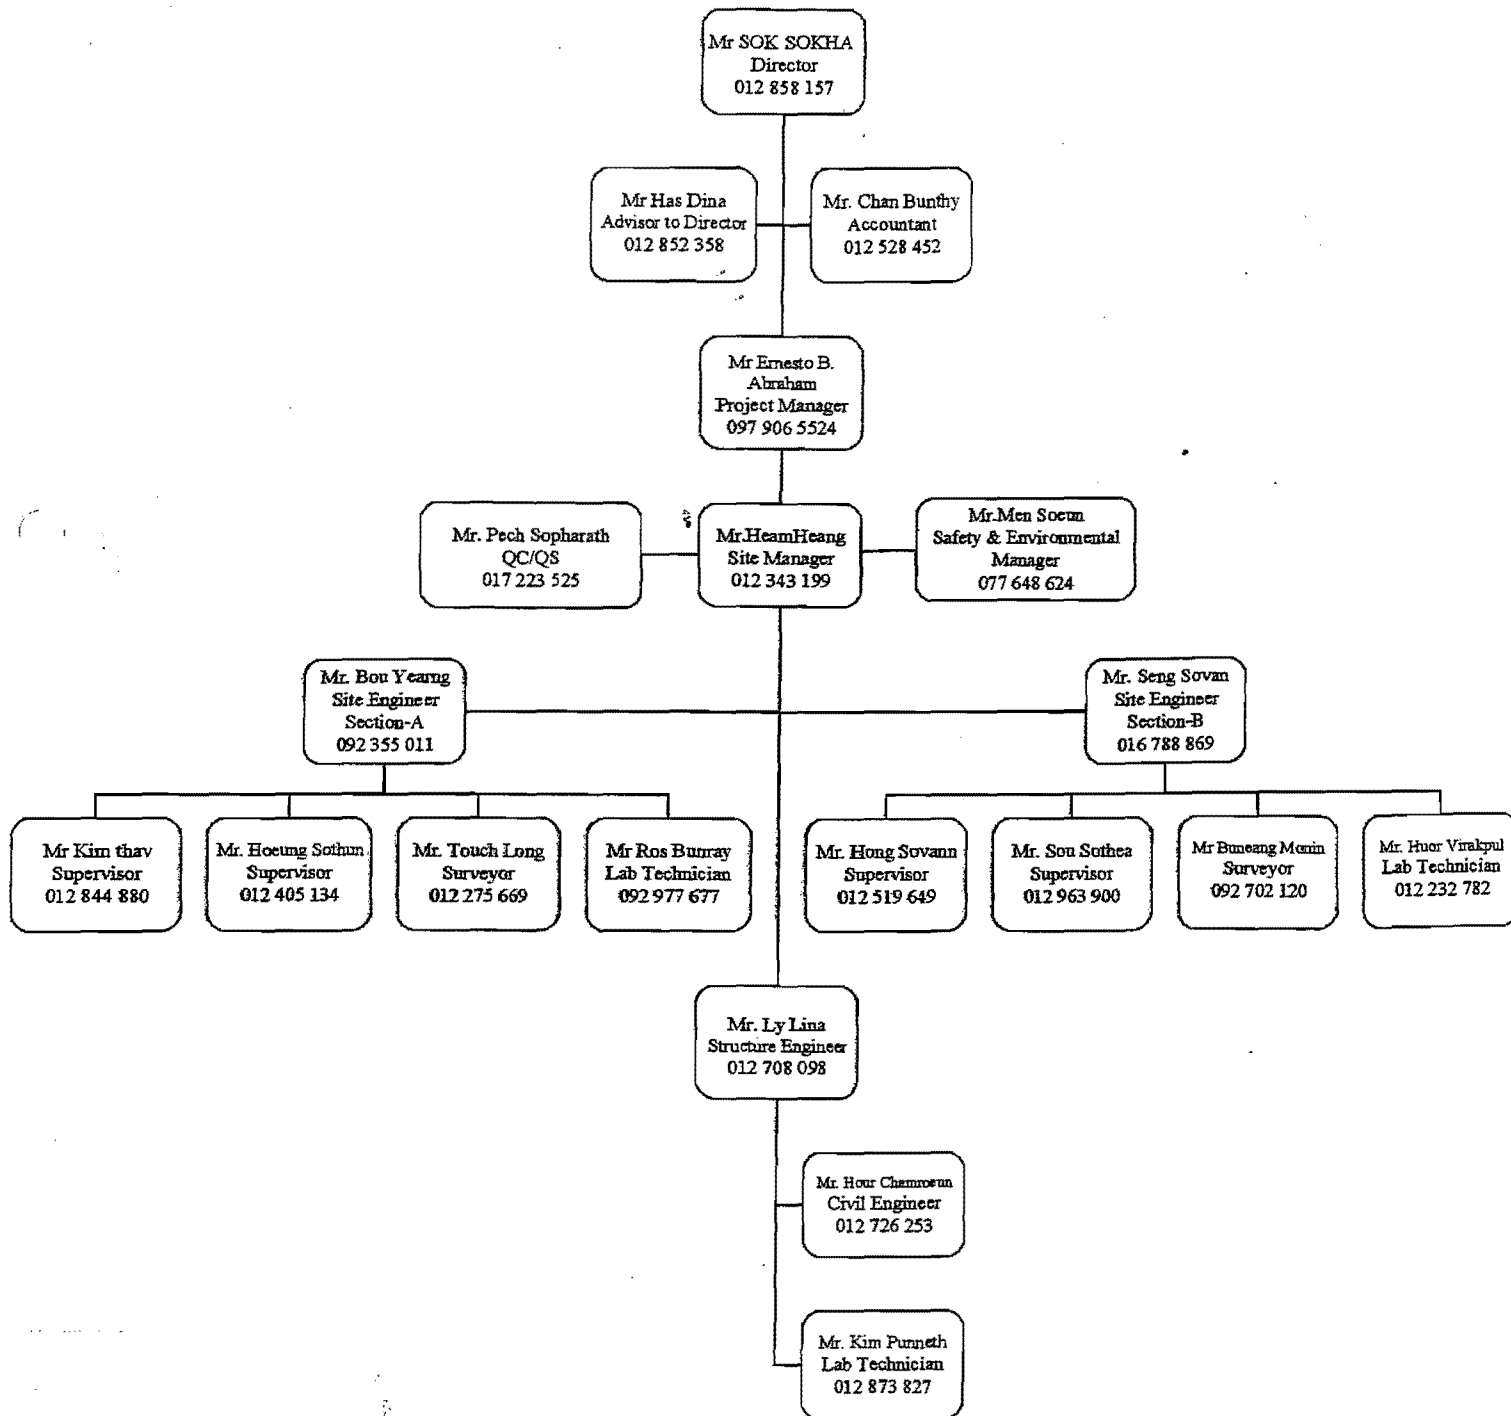 Mr SOK SOKHA
Director
012 858 157
Mr Has Dina
Advisor to Director
012 852 358
Mr. Chan Bunthy
Accountant
012 528 452
Mr Ernesto B.
Abraham
Project Manager
097 906 5524
Mr. Pech Sopharath
QC/QS
017 223 525
Mr.HeamHeang
Site Manager
012 343 199
Mr.Men Soeun
Safety & Environmental
Manager
077 648 624
Mr. Bou Yearng
Site Engineer
Section-A
092 355 011
Mr. Seng Sovan
Site Engineer
Section-B
016 788 869
Mr Kim thav
Supervisor
012 844 880
Mr. Hoeung Sothun
Supervisor
012 405 134
Mr. Touch Long
Surveyor
012 275 669
Mr Ros Bunray
Lab Technician
092 977 677
Mr. Hong Sovann
Supervisor
012 519 649
Mr. Sou Sothea
Supervisor
012 963 900
Mr Buneang Monin
Surveyor
092 702 120
Mr. Huor Virakpul
Lab Technician
012 232 782
Mr. Ly Lina
Structure Engineer
012 708 098
Mr. Hour Chamroeun
Civil Engineer
012 726 253
Mr. Kim Punneth
Lab Technician
012 873 827